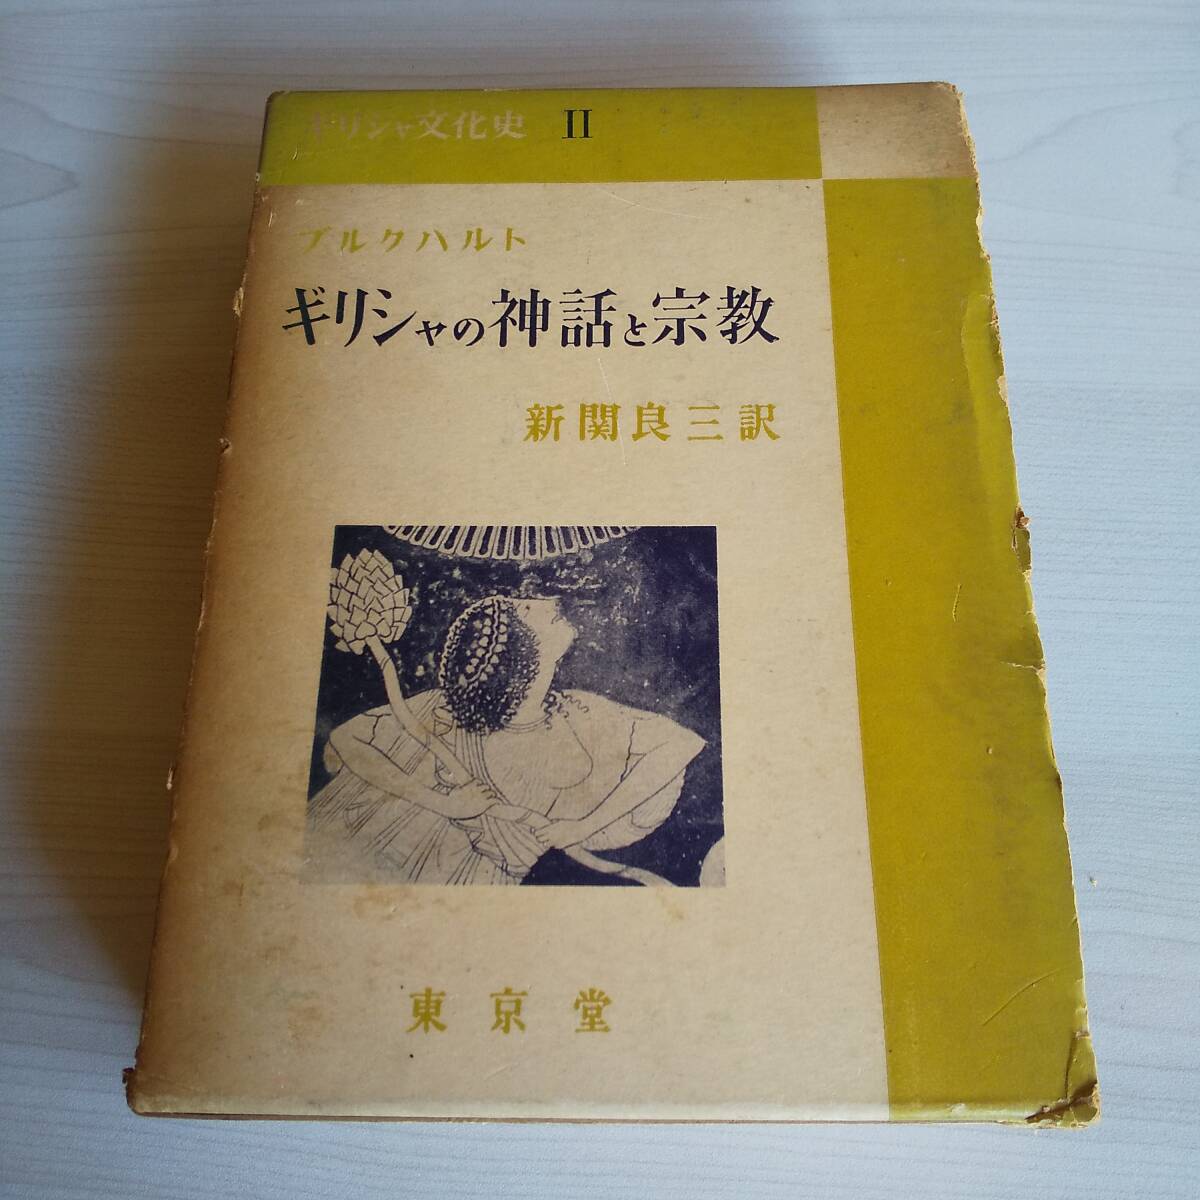 ギリシャ文化史 II
ブルクハルト
ギリシャの神話と宗教
新関良三訳
東京堂